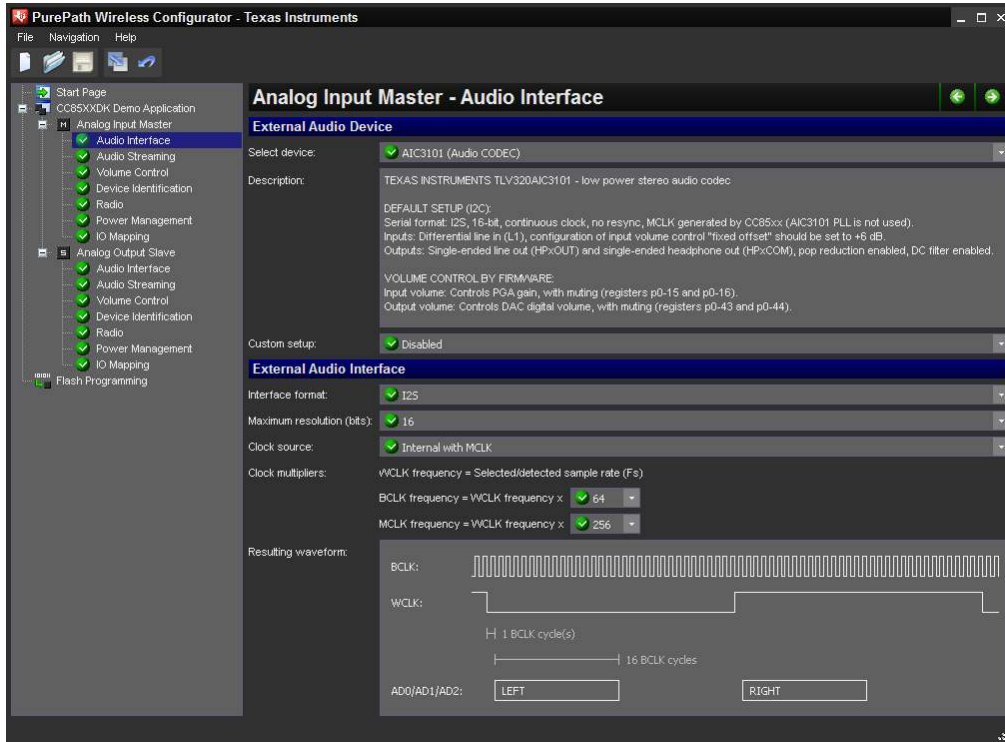 PurePath Wireless Configurator - Texas Instruments
File Navigation Help
Start Page
CC85XXDK Demo Application
M Analog Input Master
Audio Interface
Audio Streaming
Volume Control
Device Identification
Radio
Power Management
IO Mapping
S Analog Output Slave
Audio Interface
Audio Streaming
Volume Control
Device Identification
Radio
Power Management
IO Mapping
Flash Programming
Analog Input Master - Audio Interface
External Audio Device
Select device: AIC3101 (Audio CODEC)
Description: TEXAS INSTRUMENTS TLV320AIC3101 - low power stereo audio codec
DEFAULT SETUP (I2C):
Serial format: I2S, 16-bit, continuous clock, no resync, MCLK generated by CC85xx (AIC3101 PLL is not used).
Inputs: Differential line in (L1), configuration of input volume control "fixed offset" should be set to +6 dB.
Outputs: Single-ended line out (HPxOUT) and single-ended headphone out (HPxCOM), pop reduction enabled, DC filter enabled.
VOLUME CONTROL BY FIRMWARE:
Input volume: Controls PGA gain, with muting (registers p0-15 and p0-16).
Output volume: Controls DAC digital volume, with muting (registers p0-43 and p0-44).
Custom setup: Disabled
External Audio Interface
Interface format: I2S
Maximum resolution (bits): 16
Clock source: Internal with MCLK
Clock multipliers: WCLK frequency = Selected/detected sample rate (Fs)
BCLK frequency = WCLK frequency x 64
MCLK frequency = WCLK frequency x 256
Resulting waveform:
BCLK:
WCLK:
1 BCLK cycle(s)
16 BCLK cycles
AD0/AD1/AD2: LEFT RIGHT